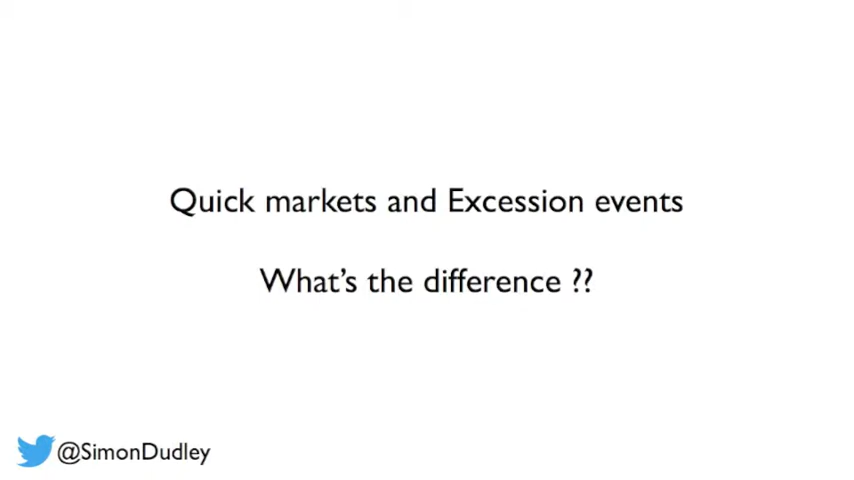 Quick markets and Excession events
What's the difference ??
@SimonDudley